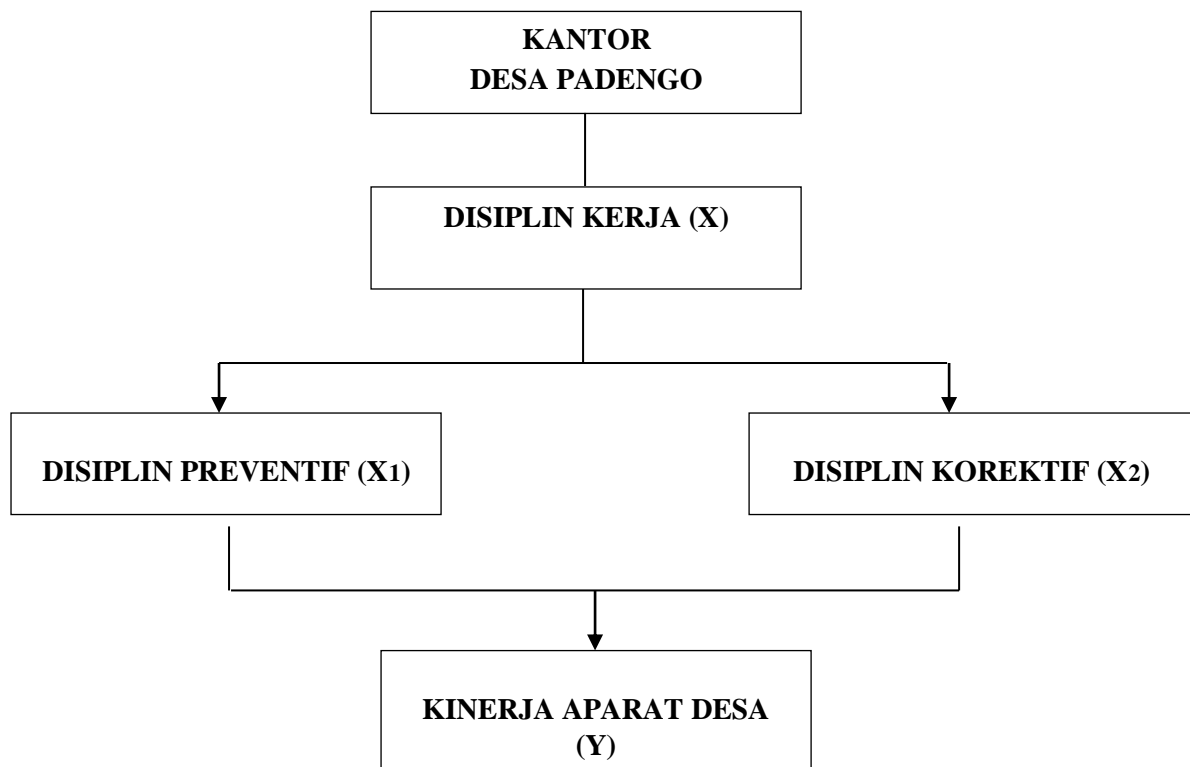 KANTOR
DESA PADENGO
DISIPLIN KERJA (X)
DISIPLIN PREVENTIF (X1)
DISIPLIN KOREKTIF (X2)
KINERJA APARAT DESA
(Y)